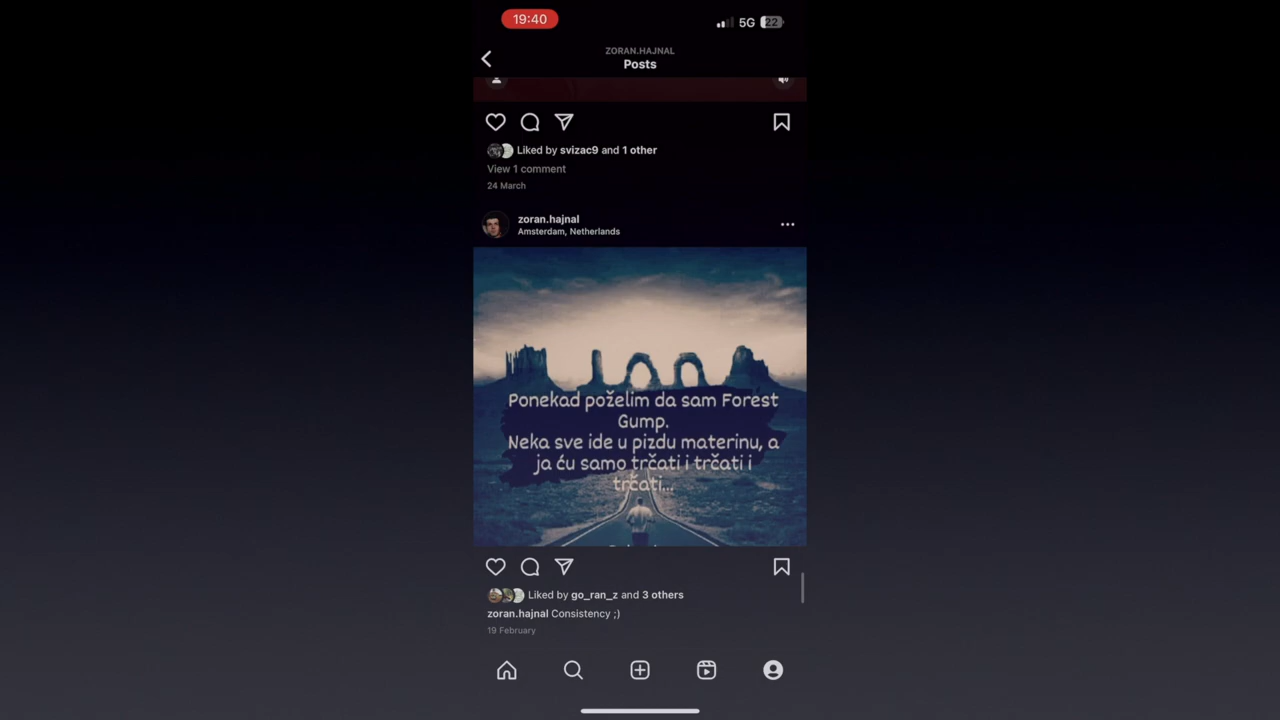 19:40
5G 22
ZORAN.HAJNAL
Posts
Liked by svizac9 and 1 other
View 1 comment
24 March
zoran.hajnal
Amsterdam, Netherlands
Ponekad poželim da sam Forest
Gump.
Neka sve ide u pizdu materinu, a
ja ću samo trčati i trčati i
trčati...
Liked by go_ran_z and 3 others
zoran.hajnal Consistency ;)
19 February